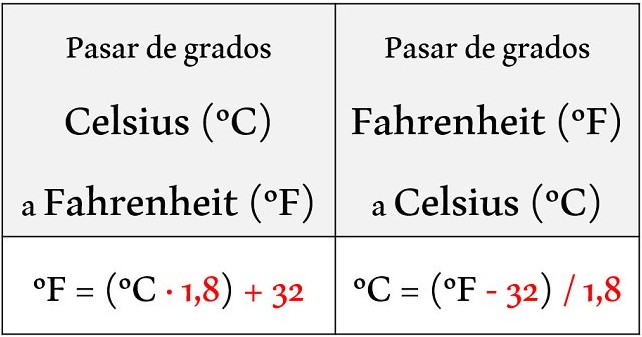 Pasar de grados
Celsius (ºC)
a Fahrenheit (ºF)
Pasar de grados
Fahrenheit (ºF)
a Celsius (ºC)
ºF = (ºC · 1,8) + 32
ºC = (ºF - 32) / 1,8